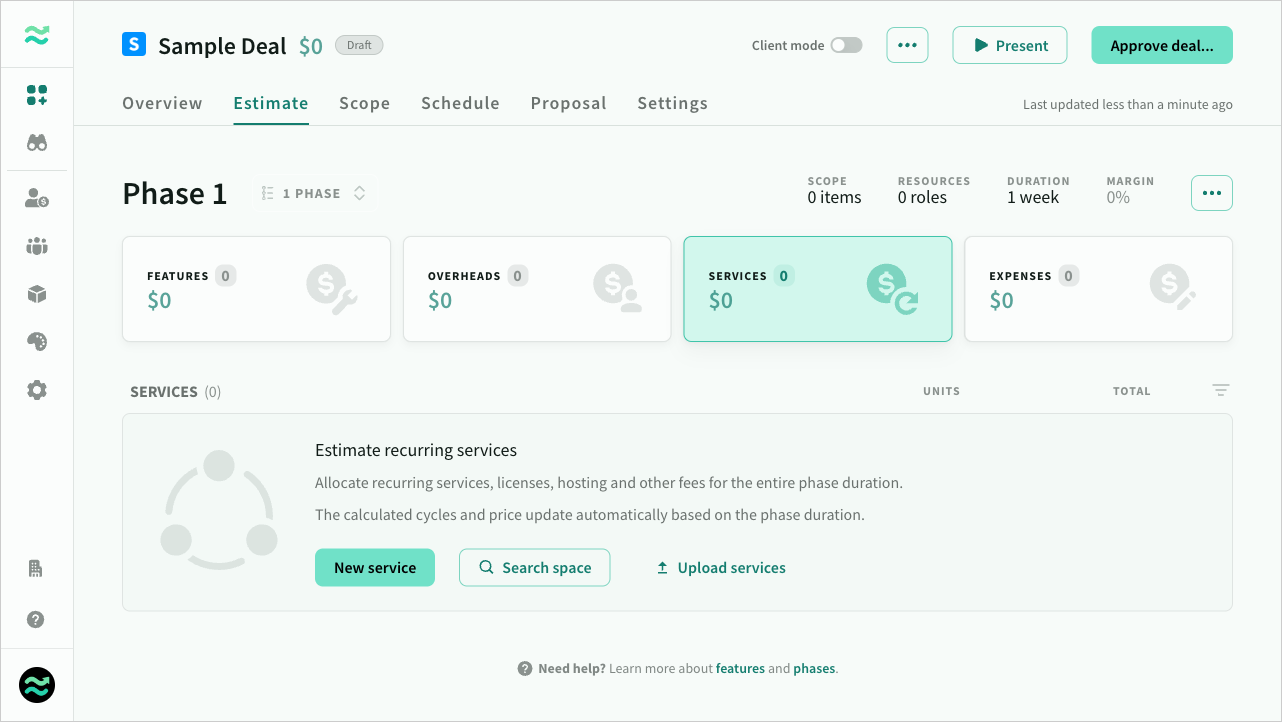 S Sample Deal $0 Draft
Client mode ••• Present Approve deal...
Overview Estimate Scope Schedule Proposal Settings
Last updated less than a minute ago
Phase 1 1 PHASE
SCOPE RESOURCES DURATION MARGIN
0 items 0 roles 1 week 0%
FEATURES 0
$0
OVERHEADS 0
$0
SERVICES 0
$0
EXPENSES 0
$0
SERVICES (0) UNITS TOTAL
Estimate recurring services
Allocate recurring services, licenses, hosting and other fees for the entire phase duration.
The calculated cycles and price update automatically based on the phase duration.
New service Search space Upload services
Need help? Learn more about features and phases.